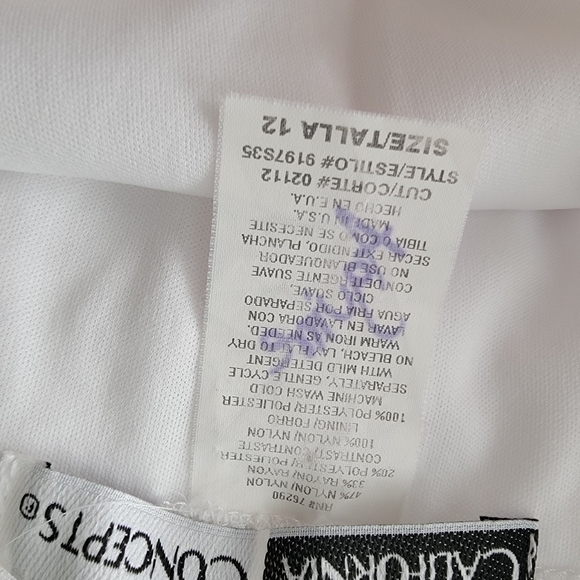 CALIFORNIA
CONCEPTS®
RN# 76290
47% NYLON/ NYLON
33% RAYON/ RAYON
20% POLYESTER/ POLIESTER
CONTRAST/
100% NYLON/ NYLON
LINING/ FORRO
100% POLYESTER/ POLIESTER
MACHINE WASH COLD
SEPARATELY, GENTLE CYCLE
WITH MILD DETERGENT
NO BLEACH, LAY FLAT TO DRY
WARM IRON AS NEEDED.
LAVAR EN LAVADORA CON
AGUA FRIA POR SEPARADO
CICLO SUAVE,
CONDETERGENTE SUAVE
NO USE BLANQUEADOR
SECAR EXTENDIDO, PLANCHA
TIBIA O COMO SE NECESITE
MADE IN U.S.A.
HECHO EN E.U.A.
CUT/CORTE# 02112
STYLE/ESTILO# 9197S35
SIZE/TALLA 12